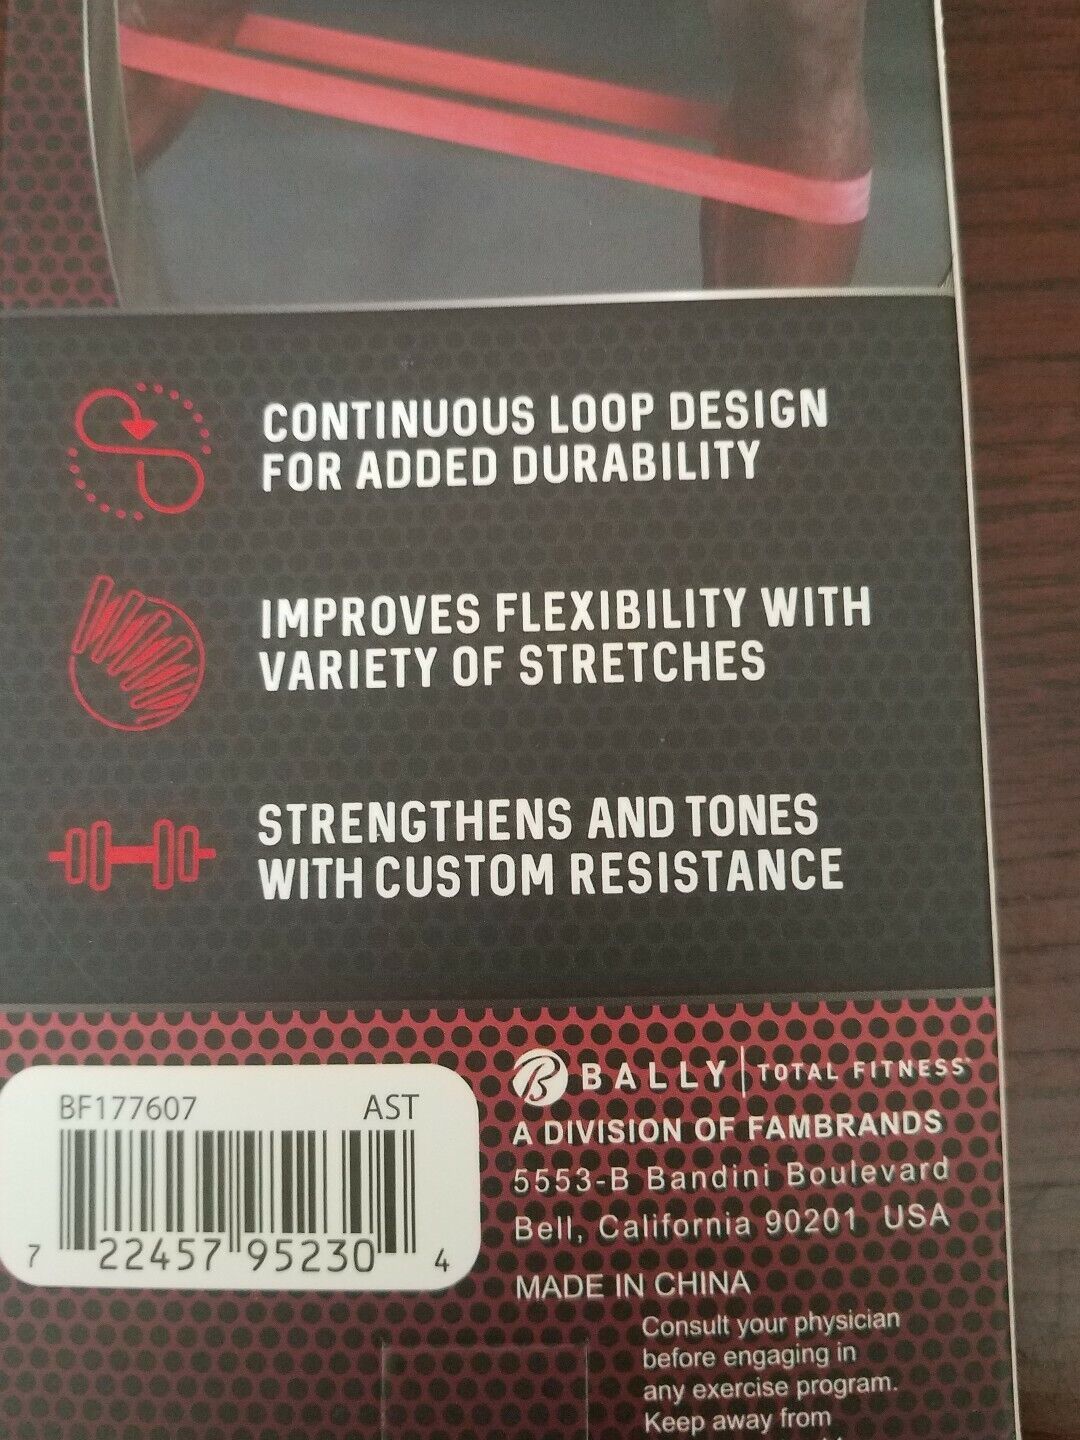 CONTINUOUS LOOP DESIGN
FOR ADDED DURABILITY
IMPROVES FLEXIBILITY WITH
VARIETY OF STRETCHES
STRENGTHENS AND TONES
WITH CUSTOM RESISTANCE
BF177607 AST
7 22457 95230 4
B BALLY | TOTAL FITNESS
A DIVISION OF FAMBRANDS
5553-B Bandini Boulevard
Bell, California 90201 USA
MADE IN CHINA
Consult your physician
before engaging in
any exercise program.
Keep away from